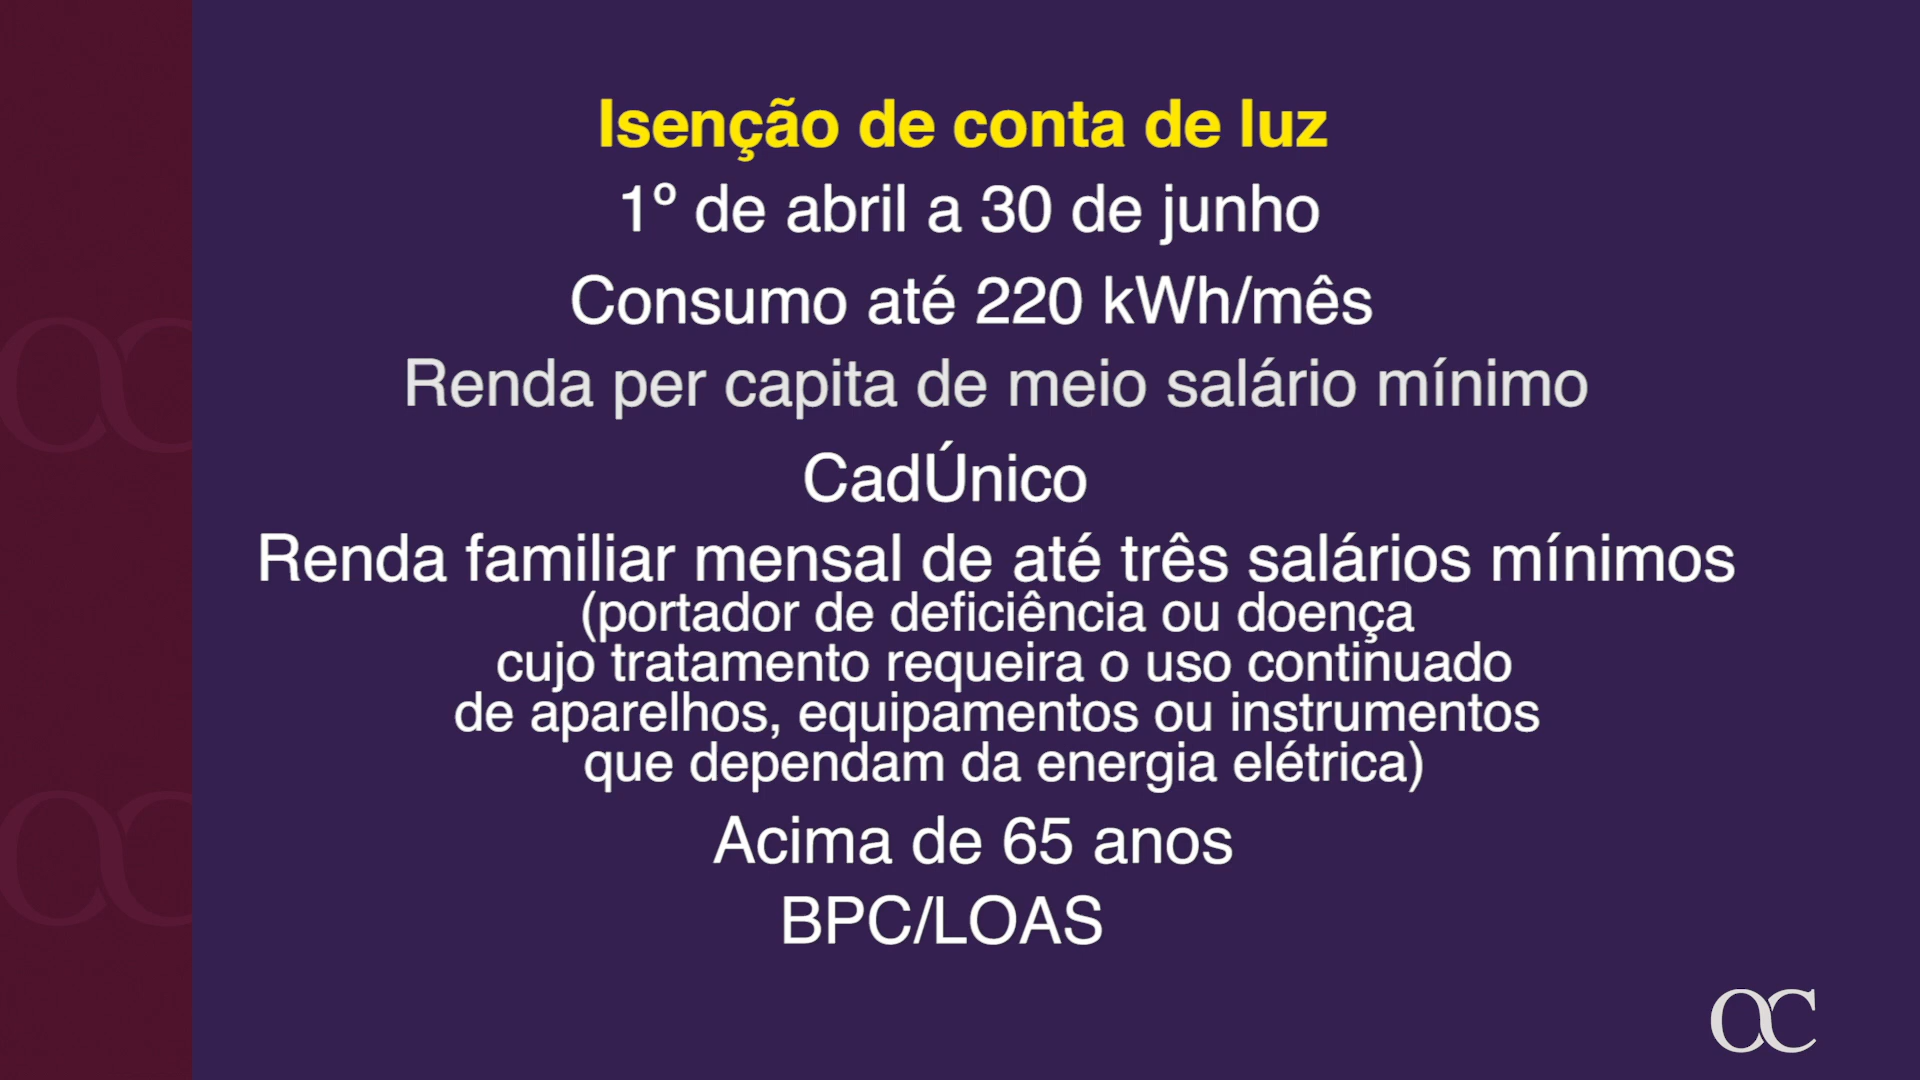 Isenção de conta de luz
1º de abril a 30 de junho
Consumo até 220 kWh/mês
Renda per capita de meio salário mínimo
CadÚnico
Renda familiar mensal de até três salários mínimos
(portador de deficiência ou doença
cujo tratamento requeira o uso continuado
de aparelhos, equipamentos ou instrumentos
que dependam da energia elétrica)
Acima de 65 anos
BPC/LOAS
OC
OC
OC